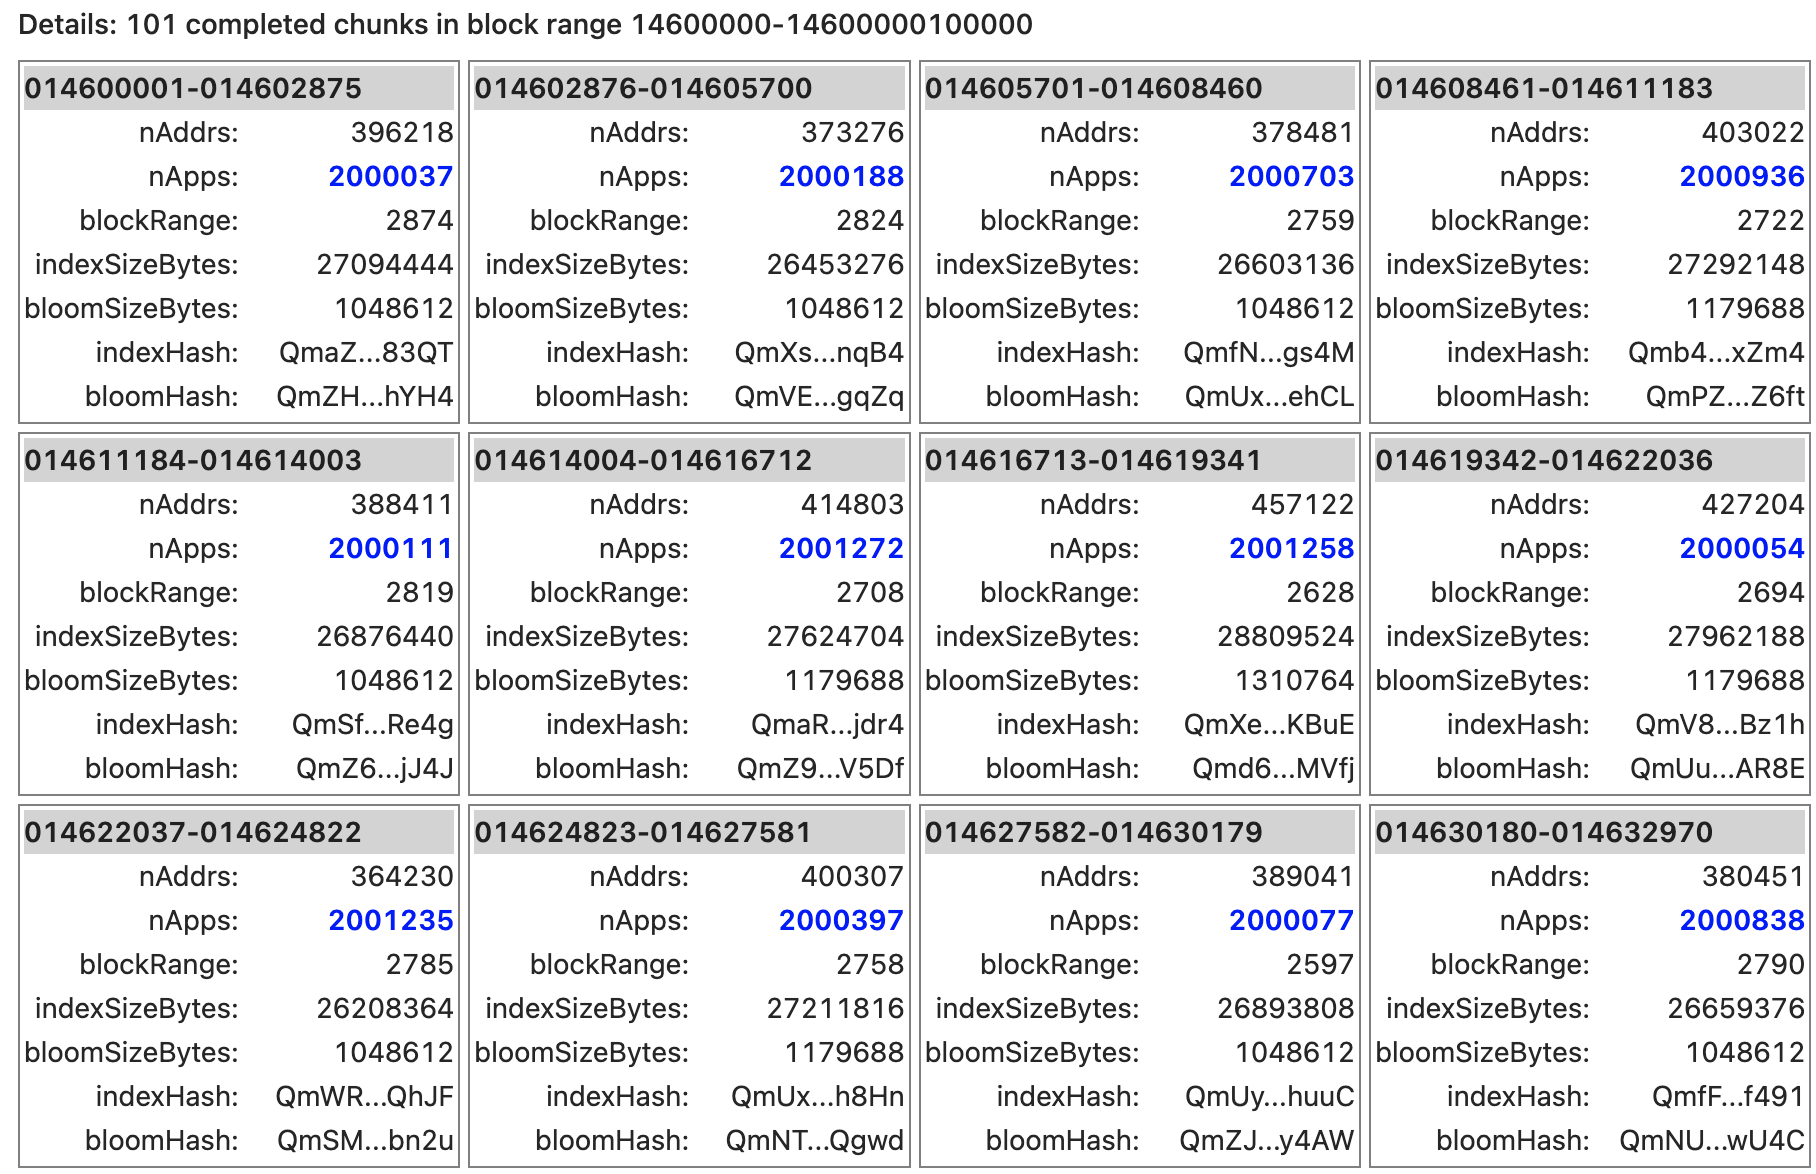 Details: 101 completed chunks in block range 14600000-14600000100000
014600001-014602875
nAddrs: 396218
nApps: 2000037
blockRange: 2874
indexSizeBytes: 27094444
bloomSizeBytes: 1048612
indexHash: QmaZ...83QT
bloomHash: QmZH...hYH4
014602876-014605700
nAddrs: 373276
nApps: 2000188
blockRange: 2824
indexSizeBytes: 26453276
bloomSizeBytes: 1048612
indexHash: QmXs...nqB4
bloomHash: QmVE...gqZq
014605701-014608460
nAddrs: 378481
nApps: 2000703
blockRange: 2759
indexSizeBytes: 26603136
bloomSizeBytes: 1048612
indexHash: QmfN...gs4M
bloomHash: QmUx...ehCL
014608461-014611183
nAddrs: 403022
nApps: 2000936
blockRange: 2722
indexSizeBytes: 27292148
bloomSizeBytes: 1179688
indexHash: Qmb4...xZm4
bloomHash: QmPZ...Z6ft
014611184-014614003
nAddrs: 388411
nApps: 2000111
blockRange: 2819
indexSizeBytes: 26876440
bloomSizeBytes: 1048612
indexHash: QmSf...Re4g
bloomHash: QmZ6...jJ4J
014614004-014616712
nAddrs: 414803
nApps: 2001272
blockRange: 2708
indexSizeBytes: 27624704
bloomSizeBytes: 1179688
indexHash: QmaR...jdr4
bloomHash: QmZ9...V5Df
014616713-014619341
nAddrs: 457122
nApps: 2001258
blockRange: 2628
indexSizeBytes: 28809524
bloomSizeBytes: 1310764
indexHash: QmXe...KBuE
bloomHash: Qmd6...MVfj
014619342-014622036
nAddrs: 427204
nApps: 2000054
blockRange: 2694
indexSizeBytes: 27962188
bloomSizeBytes: 1179688
indexHash: QmV8...Bz1h
bloomHash: QmUu...AR8E
014622037-014624822
nAddrs: 364230
nApps: 2001235
blockRange: 2785
indexSizeBytes: 26208364
bloomSizeBytes: 1048612
indexHash: QmWR...QhJF
bloomHash: QmSM...bn2u
014624823-014627581
nAddrs: 400307
nApps: 2000397
blockRange: 2758
indexSizeBytes: 27211816
bloomSizeBytes: 1179688
indexHash: QmUx...h8Hn
bloomHash: QmNT...Qgwd
014627582-014630179
nAddrs: 389041
nApps: 2000077
blockRange: 2597
indexSizeBytes: 26893808
bloomSizeBytes: 1048612
indexHash: QmUy...huuC
bloomHash: QmZJ...y4AW
014630180-014632970
nAddrs: 380451
nApps: 2000838
blockRange: 2790
indexSizeBytes: 26659376
bloomSizeBytes: 1048612
indexHash: QmfF...f491
bloomHash: QmNU...wU4C